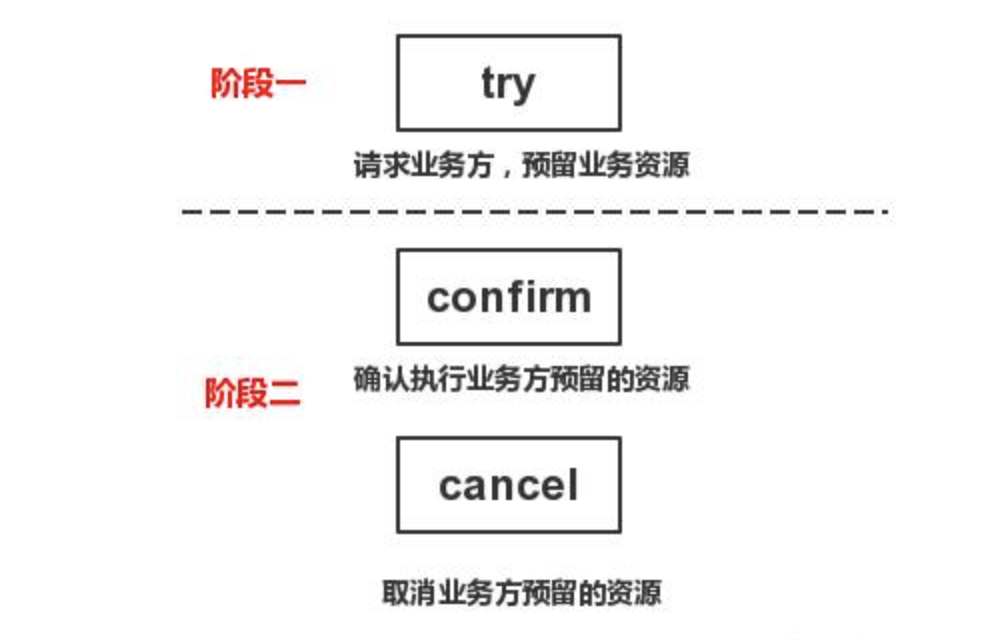 阶段一
try
请求业务方，预留业务资源
confirm
确认执行业务方预留的资源
阶段二
cancel
取消业务方预留的资源